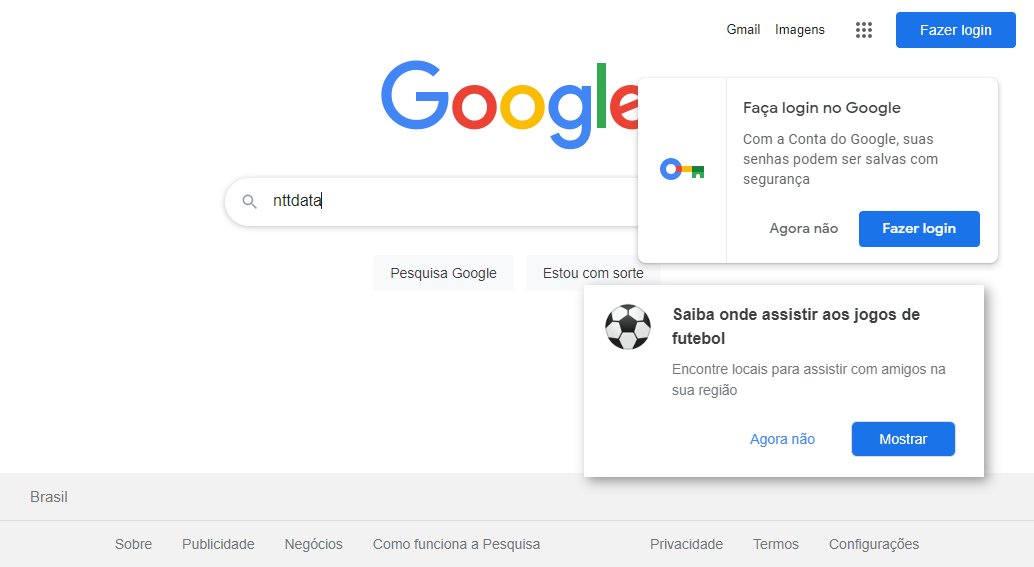 Gmail Imagens Fazer login
Google
Faça login no Google
Com a Conta do Google, suas
senhas podem ser salvas com
segurança
Agora não Fazer login
nttdata
Pesquisa Google Estou com sorte
Saiba onde assistir aos jogos de
futebol
Encontre locais para assistir com amigos na
sua região
Agora não Mostrar
Brasil
Sobre Publicidade Negócios Como funciona a Pesquisa Privacidade Termos Configurações